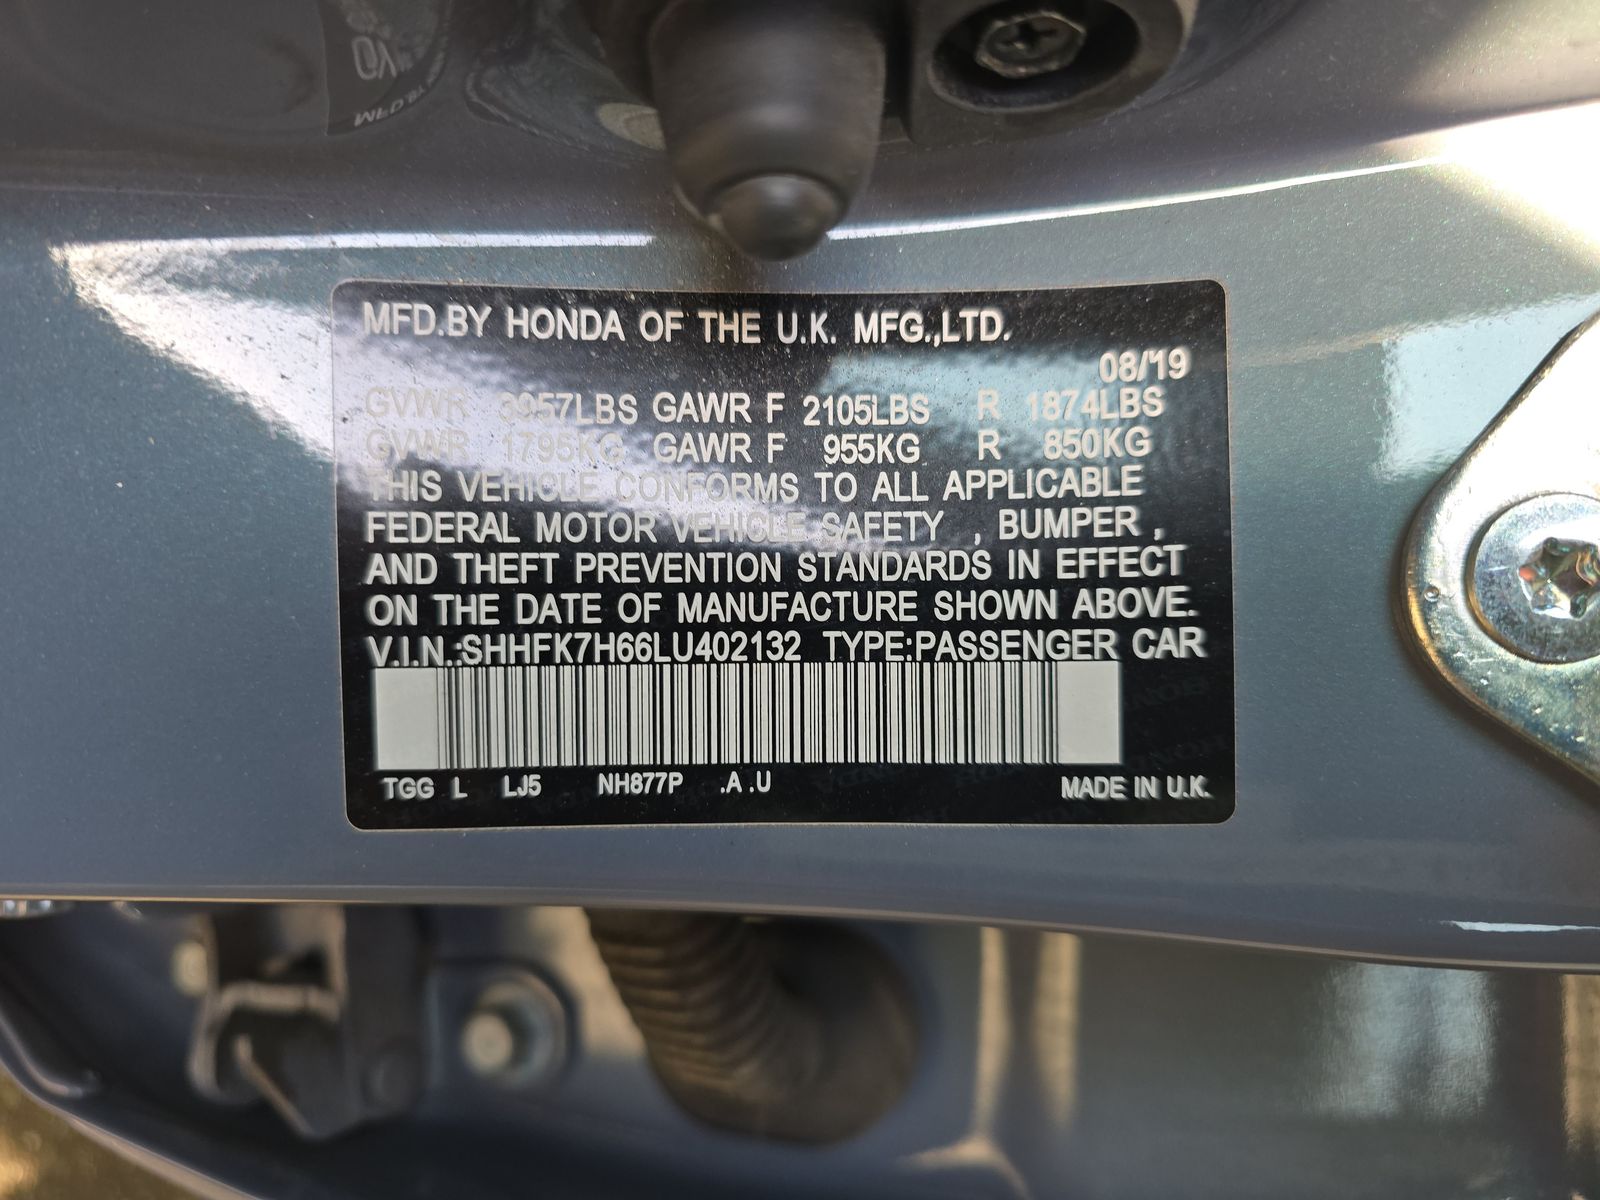 MFD.BY HONDA OF THE U.K. MFG.,LTD.
08/'19
GVWR 3957LBS GAWR F 2105LBS R 1874LBS
GVWR 1795KG GAWR F 955KG R 850KG
THIS VEHICLE CONFORMS TO ALL APPLICABLE
FEDERAL MOTOR VEHICLE SAFETY , BUMPER ,
AND THEFT PREVENTION STANDARDS IN EFFECT
ON THE DATE OF MANUFACTURE SHOWN ABOVE.
V.I.N.:SHHFK7H66LU402132 TYPE:PASSENGER CAR
TGG L LJ5 NH877P .A .U MADE IN U.K.